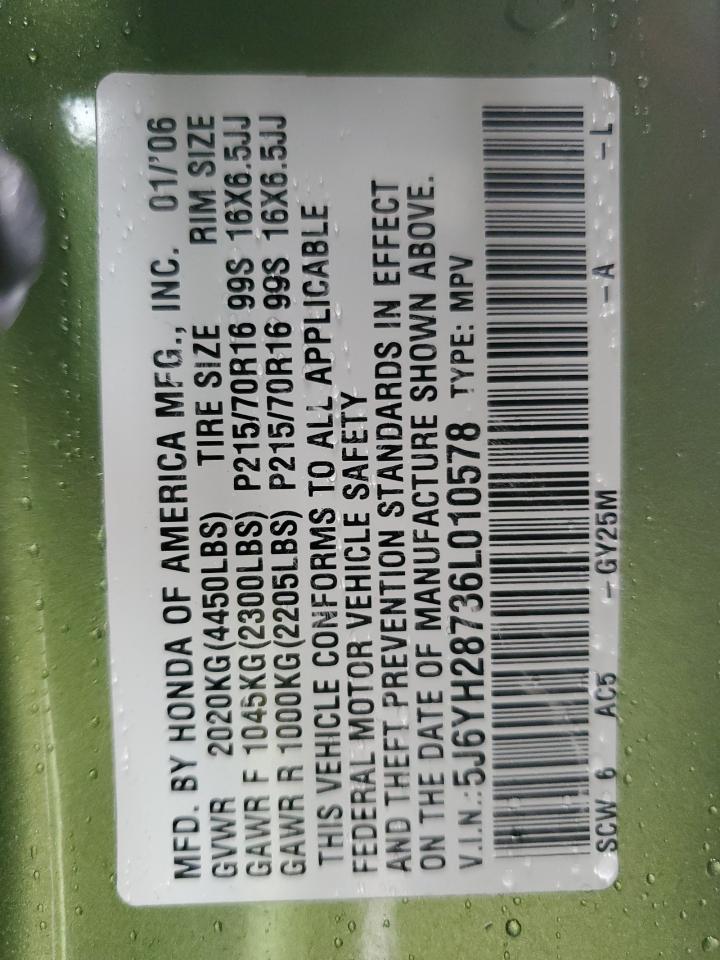 MFD. BY HONDA OF AMERICA MFG., INC. 01/'06
GVWR 2020KG(4450LBS) TIRE SIZE RIM SIZE
GAWR F 1045KG(2300LBS) P215/70R16 99S 16X6.5JJ
GAWR R 1000KG(2205LBS) P215/70R16 99S 16X6.5JJ
THIS VEHICLE CONFORMS TO ALL APPLICABLE
FEDERAL MOTOR VEHICLE SAFETY
AND THEFT PREVENTION STANDARDS IN EFFECT
ON THE DATE OF MANUFACTURE SHOWN ABOVE.
V.I.N.:5J6YH28736L010578 TYPE: MPV
SCW 6 AC5 -GY25M -A -L